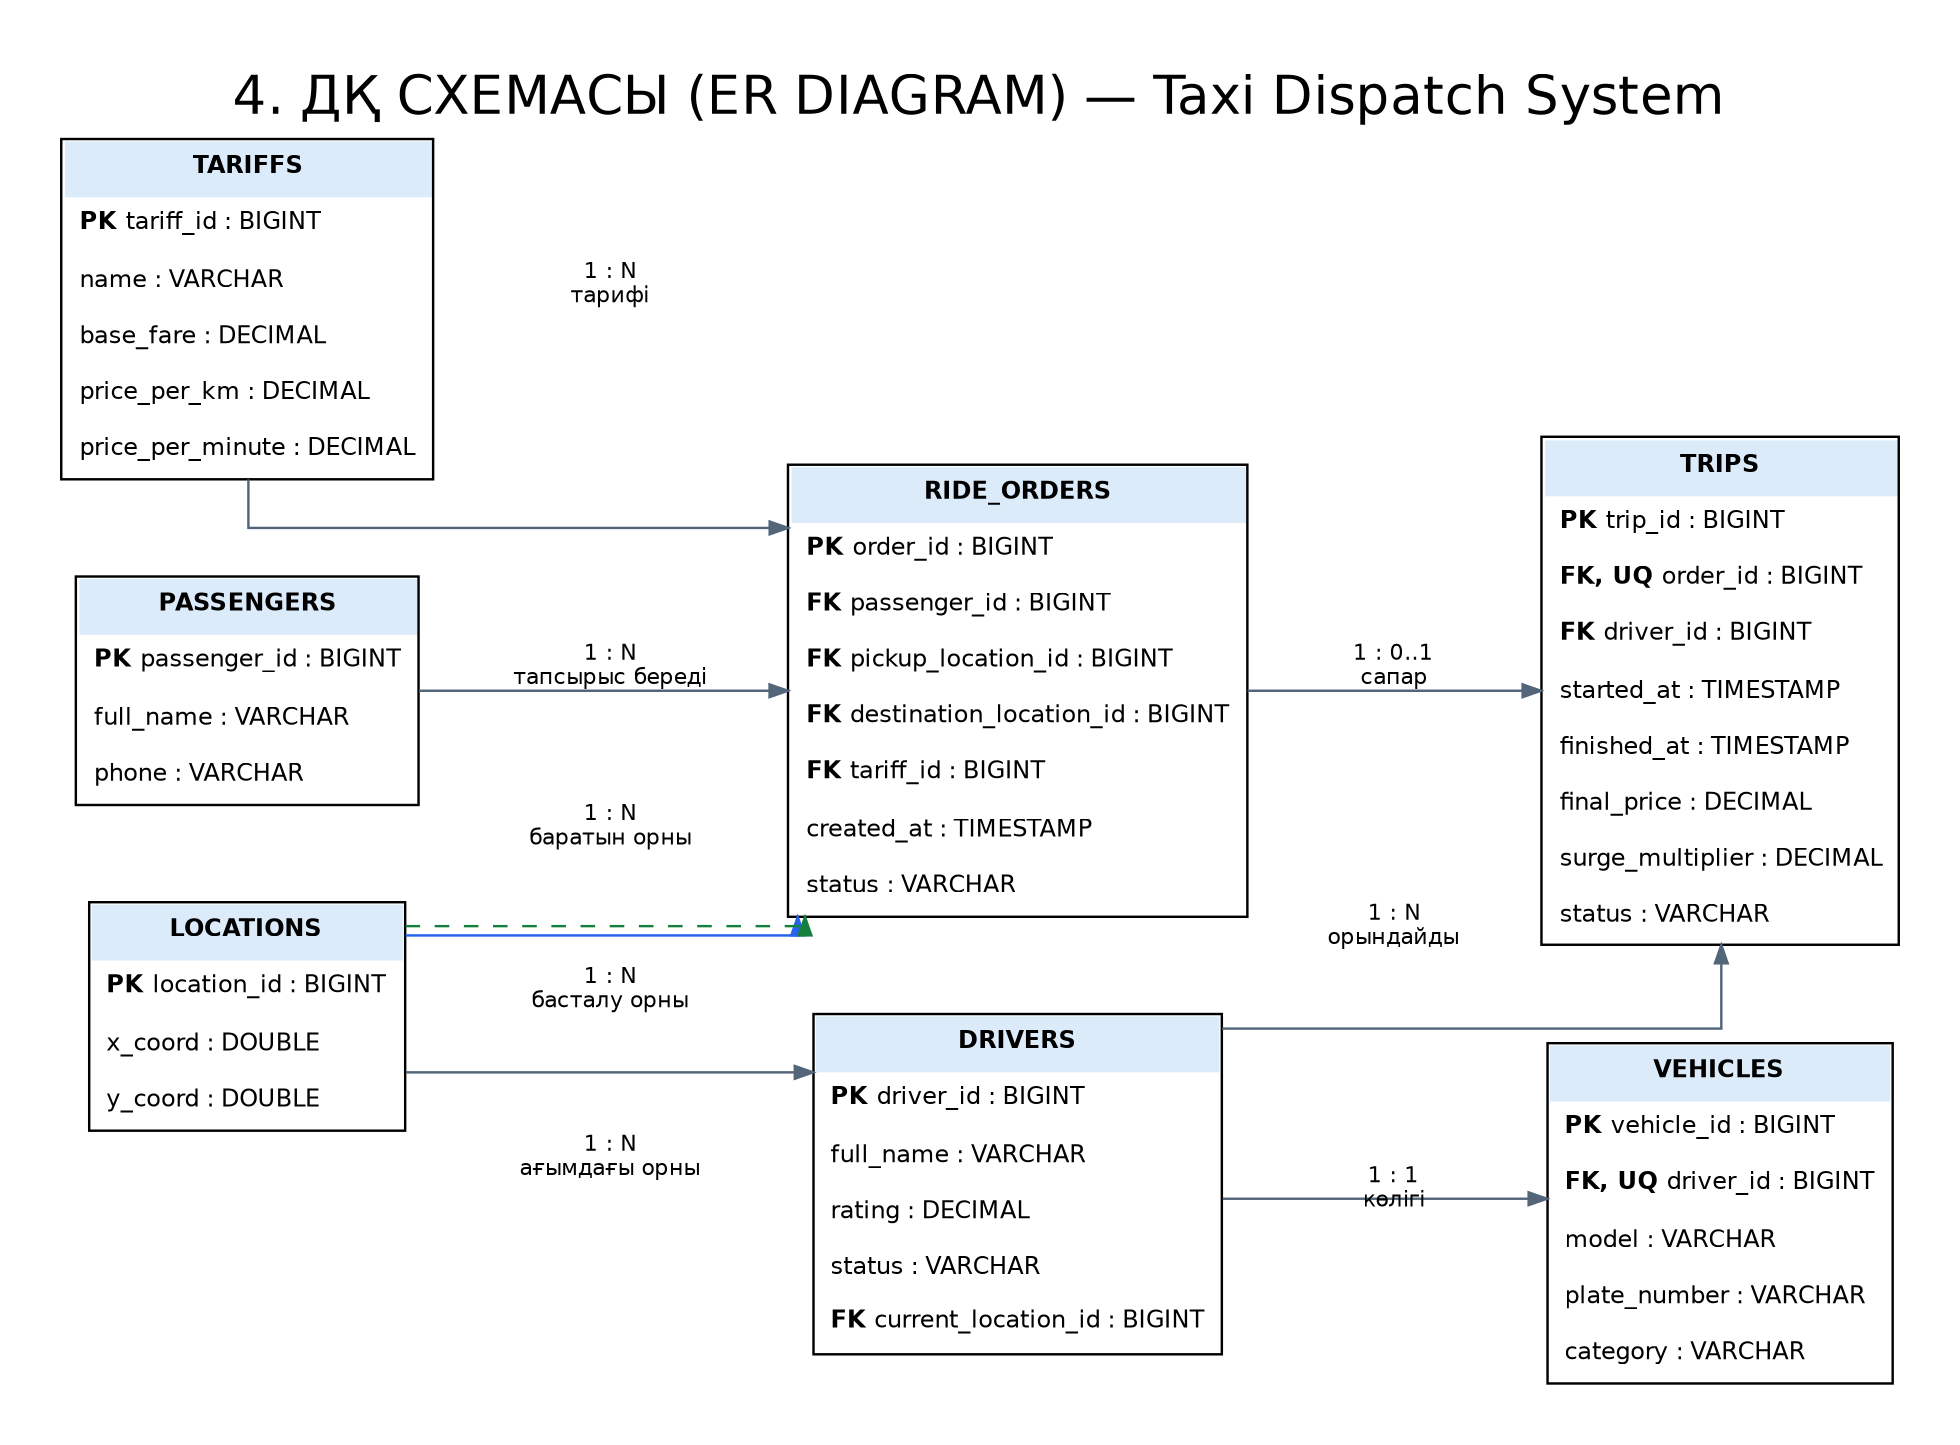 4. ДҚ СХЕМАСЫ (ER DIAGRAM) — Taxi Dispatch System
TARIFFS
PK tariff_id : BIGINT
name : VARCHAR
base_fare : DECIMAL
price_per_km : DECIMAL
price_per_minute : DECIMAL
1 : N
тарифі
PASSENGERS
PK passenger_id : BIGINT
full_name : VARCHAR
phone : VARCHAR
1 : N
тапсырыс береді
1 : N
баратын орны
LOCATIONS
PK location_id : BIGINT
x_coord : DOUBLE
y_coord : DOUBLE
1 : N
басталу орны
1 : N
ағымдағы орны
RIDE_ORDERS
PK order_id : BIGINT
FK passenger_id : BIGINT
FK pickup_location_id : BIGINT
FK destination_location_id : BIGINT
FK tariff_id : BIGINT
created_at : TIMESTAMP
status : VARCHAR
1 : 0..1
сапар
DRIVERS
PK driver_id : BIGINT
full_name : VARCHAR
rating : DECIMAL
status : VARCHAR
FK current_location_id : BIGINT
1 : N
орындайды
1 : 1
көлігі
TRIPS
PK trip_id : BIGINT
FK, UQ order_id : BIGINT
FK driver_id : BIGINT
started_at : TIMESTAMP
finished_at : TIMESTAMP
final_price : DECIMAL
surge_multiplier : DECIMAL
status : VARCHAR
VEHICLES
PK vehicle_id : BIGINT
FK, UQ driver_id : BIGINT
model : VARCHAR
plate_number : VARCHAR
category : VARCHAR